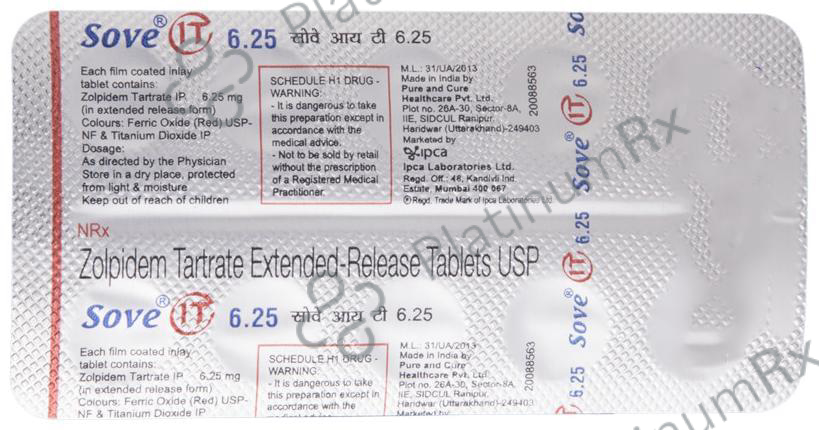 Sove® IT 6.25 सोवे आय टी 6.25
Each film coated inlay
tablet contains:
Zolpidem Tartrate IP 6.25 mg
(in extended release form)
Colours: Ferric Oxide (Red) USP-
NF & Titanium Dioxide IP
Dosage:
As directed by the Physician
Store in a dry place, protected
from light & moisture
Keep out of reach of children
SCHEDULE H1 DRUG -
WARNING:
- It is dangerous to take
this preparation except in
accordance with the
medical advice.
- Not to be sold by retail
without the prescription
of a Registered Medical
Practitioner.
M.L.: 31/UA/2013
Made in India by
Pure and Cure
Healthcare Pvt. Ltd.
Plot no. 26A-30, Sector-8A,
IIE, SIDCUL Ranipur,
Haridwar (Uttarakhand)-249403
Marketed by
ipca
Ipca Laboratories Ltd.
Regd. Off.: 48, Kandivli Ind.
Estate, Mumbai 400 067
® Regd. Trade Mark of Ipca Laboratories Ltd.
20088563
NRx
Zolpidem Tartrate Extended-Release Tablets USP
Sove® IT 6.25 सोवे आय टी 6.25
Each film coated inlay
tablet contains:
Zolpidem Tartrate IP 6.25 mg
(in extended release form)
Colours: Ferric Oxide (Red) USP-
NF & Titanium Dioxide IP
SCHEDULE H1 DRUG -
WARNING:
- It is dangerous to take
this preparation except in
accordance with the
M.L.: 31/UA/2013
Made in India by
Pure and Cure
Healthcare Pvt. Ltd.
Plot no. 26A-30, Sector-8A,
IIE, SIDCUL Ranipur,
Haridwar (Uttarakhand)-249403
Marketed by
20088563
6.25 Sove® IT 6.25 Sove® IT 6.25 So
PlatinumRx
PlatinumRx